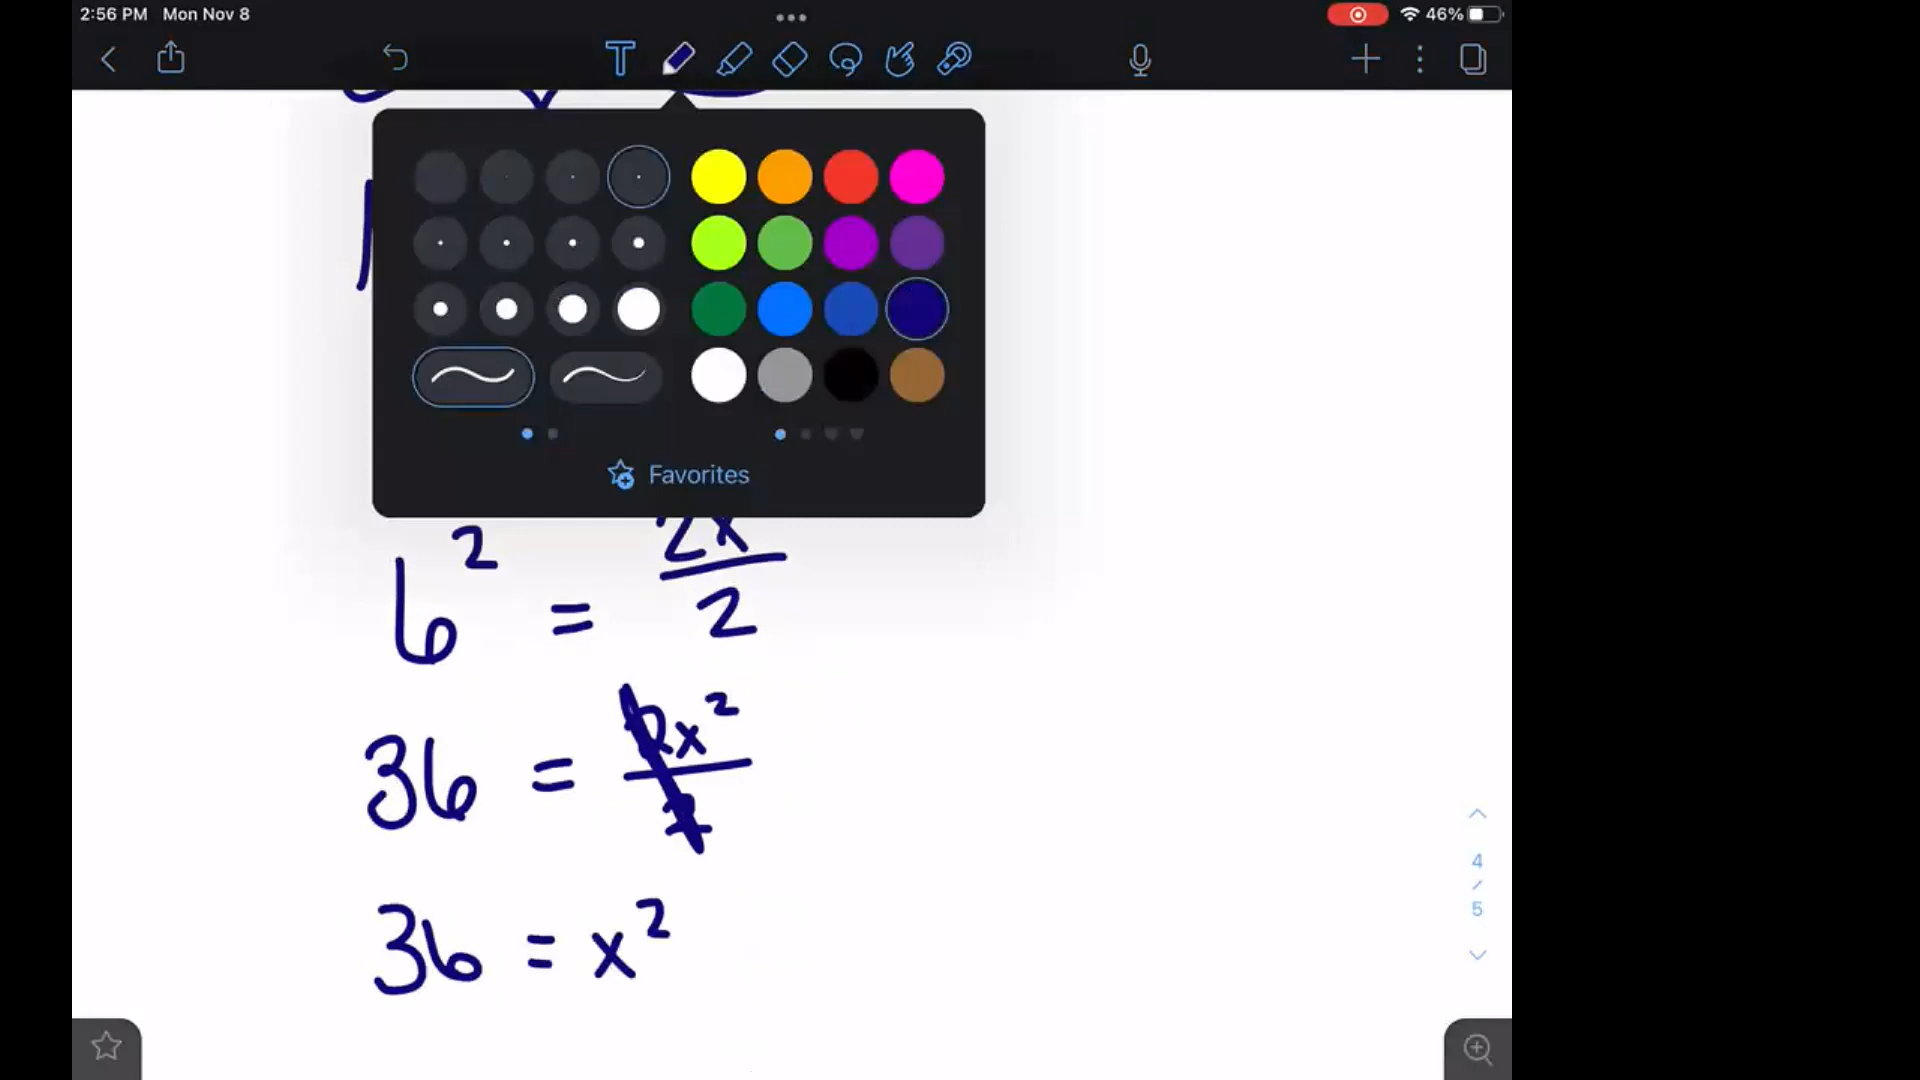 2:56 PM Mon Nov 8
46%
T
Favorites
6² = 2x/2
36 = 2x²/2
36 = x²
4
/
5